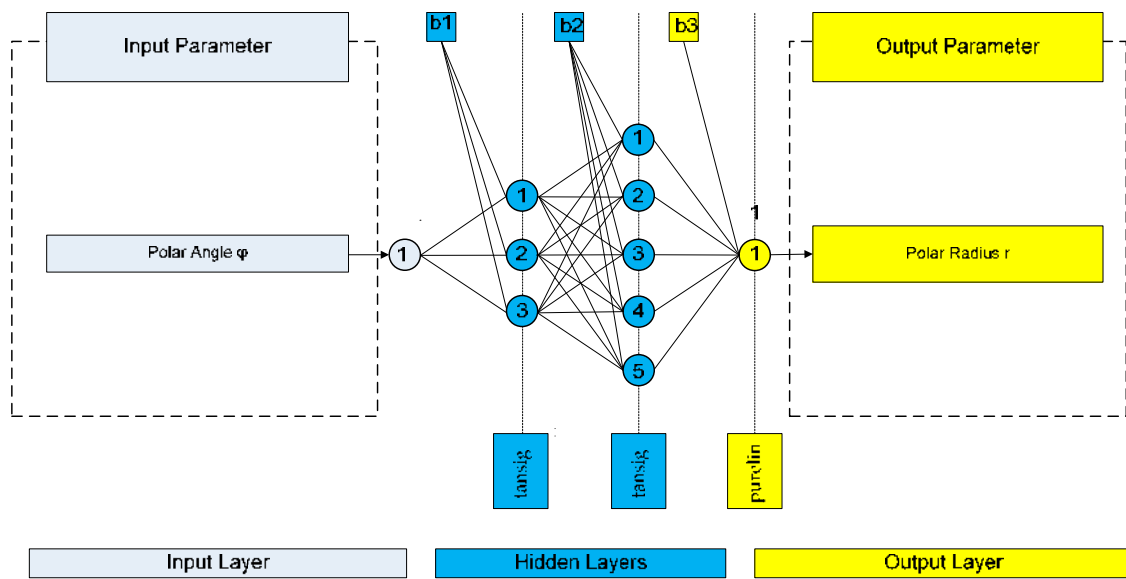 b1
b2
b3
Input Parameter
Output Parameter
1
1
2
1
Polar Angle φ
1
2
3
1
Polar Radius r
3
4
5
tansig
tansig
purelin
Input Layer
Hidden Layers
Output Layer